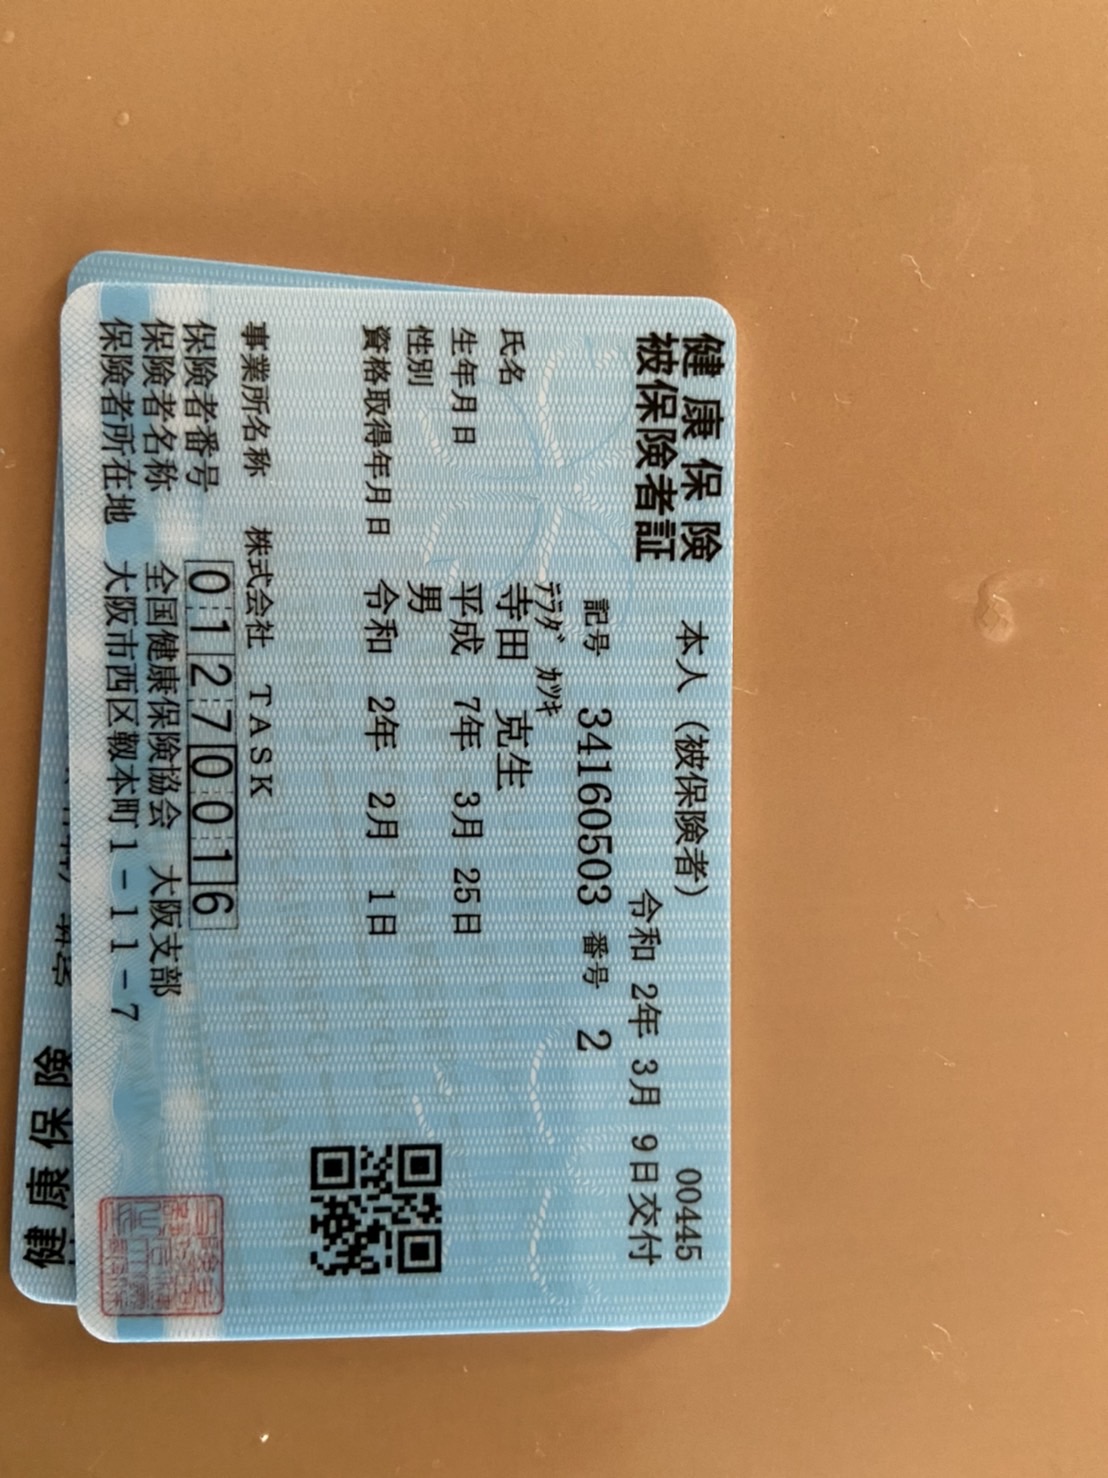 健康保険
被保険者証
本人（被保険者）
00445
令和 2年 3月 9日交付
記号 34160503 番号 2
ﾃﾗﾀﾞ ｶﾂｷ
氏名 寺田 克生
生年月日 平成 7年 3月 25日
性別 男
資格取得年月日 令和 2年 2月 1日
事業所名称 株式会社 TASK
保険者番号 01270016
保険者名称 全国健康保険協会 大阪支部
保険者所在地 大阪市西区靱本町1-11-7
健康保険